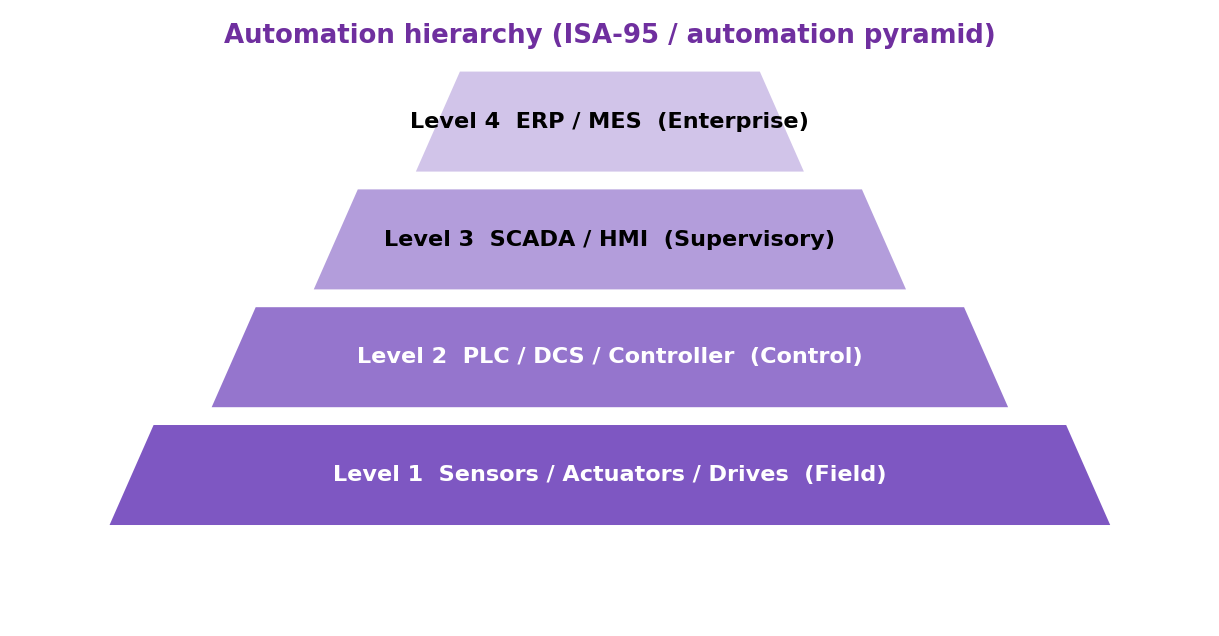 Automation hierarchy (ISA-95 / automation pyramid)
Level 4  ERP / MES  (Enterprise)
Level 3  SCADA / HMI  (Supervisory)
Level 2  PLC / DCS / Controller  (Control)
Level 1  Sensors / Actuators / Drives  (Field)